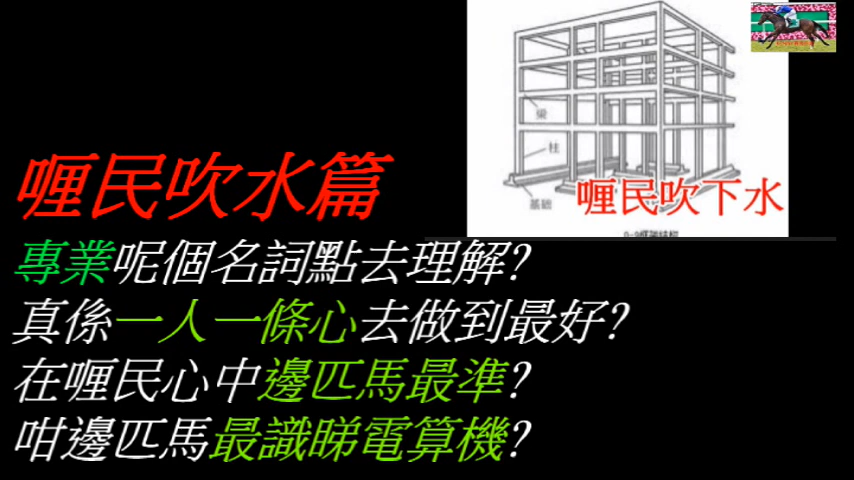 喱民吹水篇
專業呢個名詞點去理解?
真係一人一條心去做到最好?
在喱民心中邊匹馬最準?
咁邊匹馬最識睇電算機?
梁
柱
基础
喱民吹下水